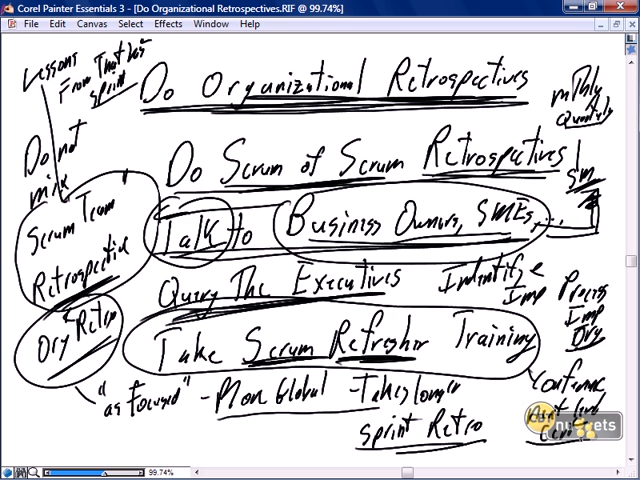 Corel Painter Essentials 3 - [Do Organizational Retrospectives.RIF @ 99.74%]
File Edit Canvas Select Effects Window Help
Lessons
From That
sprint
Do Organizational Retrospectives
Mthly
Quarterly
Do not
mix
Do Scrum of Scrum Retrospectives
SM
Scrum Team
Retrospective
Talk to Business Owners, SMEs, ...
Query The Executives
Identifize
Imp
Process
Imp
Org
Org Retro
Take Scrum Refresher Training
"as Focused" - More Global - Takes longer
sprint Retro
Conference
nuggets
99.74%